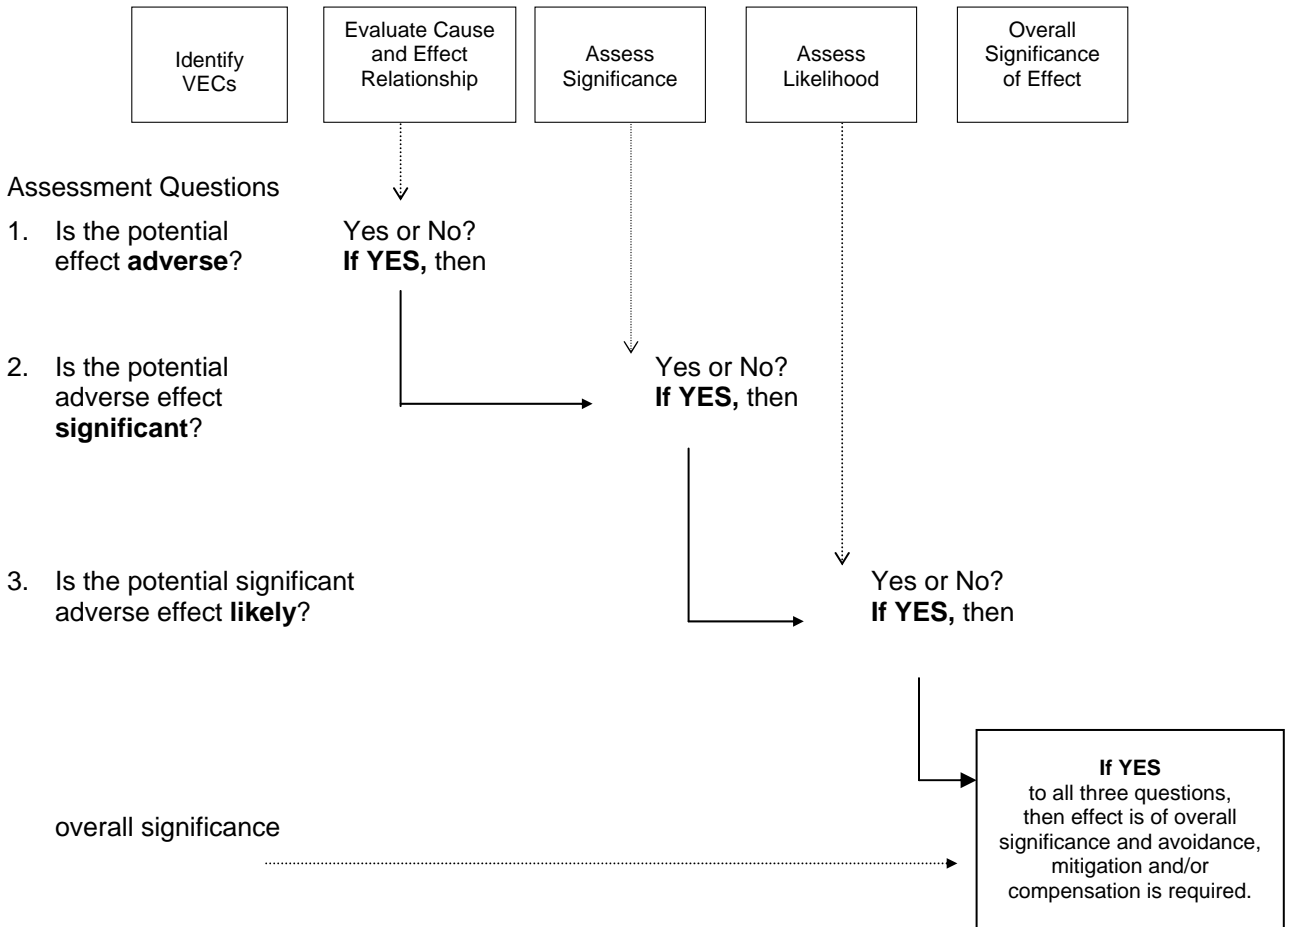 Identify
VECs
Evaluate Cause
and Effect
Relationship
Assess
Significance
Assess
Likelihood
Overall
Significance
of Effect
Assessment Questions
1. Is the potential
effect adverse?
Yes or No?
If YES, then
2. Is the potential
adverse effect
significant?
Yes or No?
If YES, then
3. Is the potential significant
adverse effect likely?
Yes or No?
If YES, then
overall significance
If YES
to all three questions,
then effect is of overall
significance and avoidance,
mitigation and/or
compensation is required.